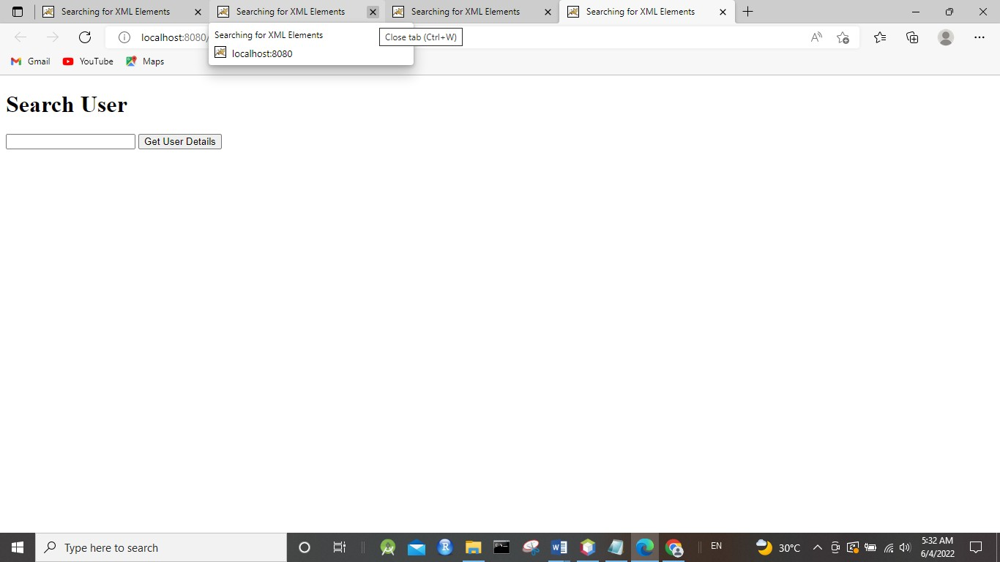 Searching for XML Elements
Searching for XML Elements
Searching for XML Elements
Searching for XML Elements
localhost:8080/
Searching for XML Elements
localhost:8080
Close tab (Ctrl+W)
Gmail
YouTube
Maps
Search User
Get User Details
Type here to search
EN
30°C
5:32 AM
6/4/2022